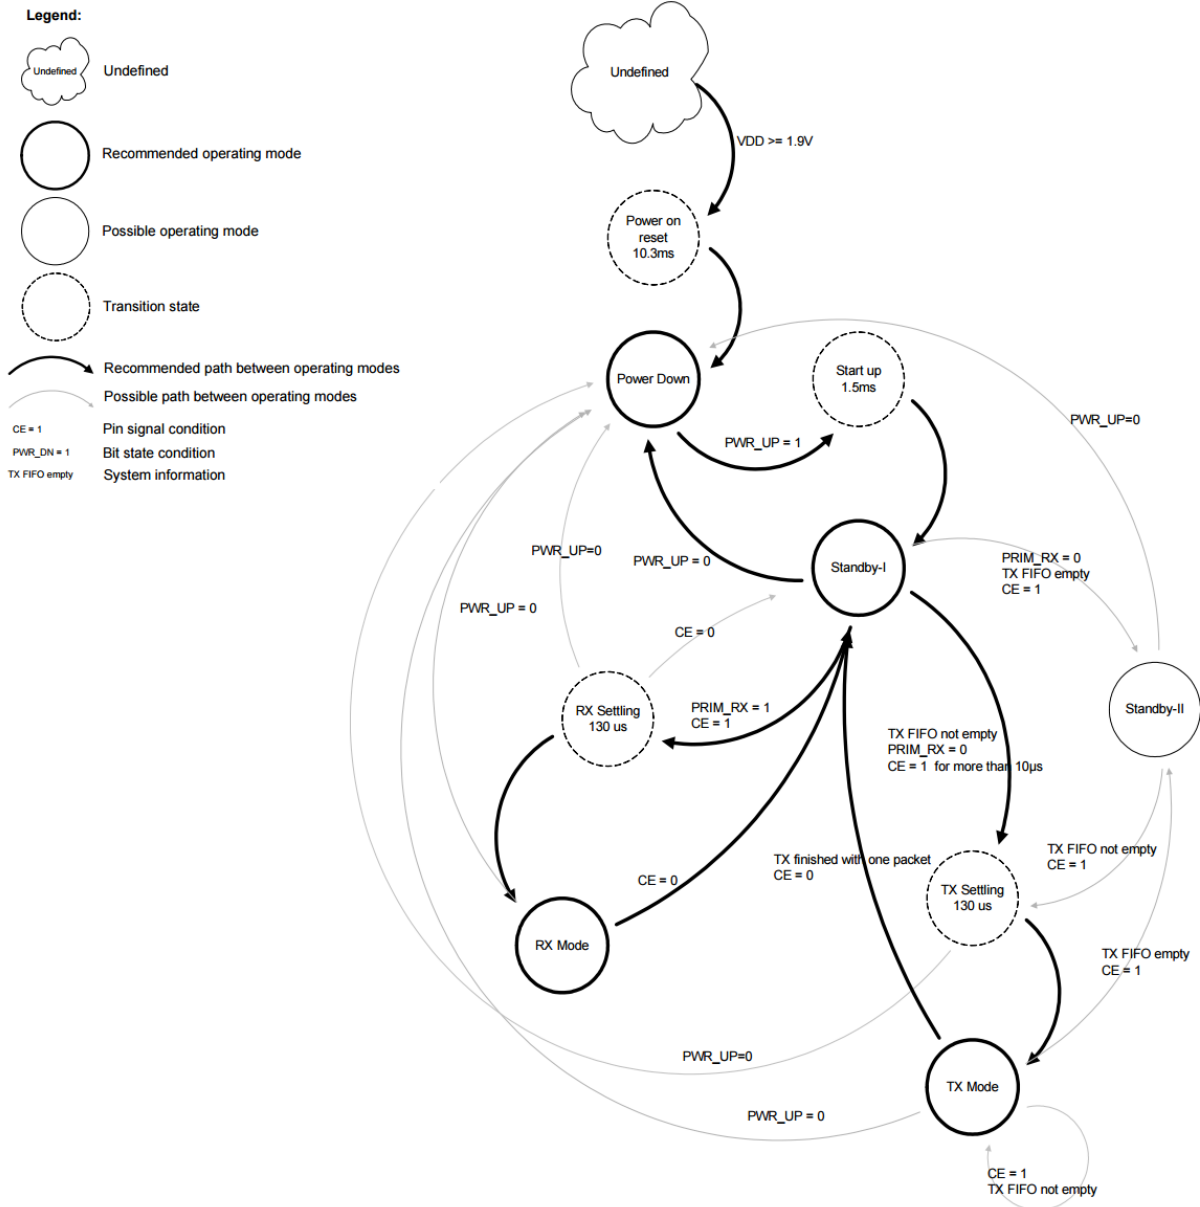 Legend:
Undefined
Undefined
Recommended operating mode
Possible operating mode
Transition state
Recommended path between operating modes
Possible path between operating modes
CE = 1 Pin signal condition
PWR_DN = 1 Bit state condition
TX FIFO empty System information
Undefined
VDD >= 1.9V
Power on
reset
10.3ms
Power Down
Start up
1.5ms
PWR_UP=0
PWR_UP = 1
PWR_UP=0
PWR_UP = 0
Standby-I
PRIM_RX = 0
TX FIFO empty
CE = 1
PWR_UP = 0
CE = 0
RX Settling
130 us
PRIM_RX = 1
CE = 1
Standby-II
TX FIFO not empty
PRIM_RX = 0
CE = 1 for more than 10µs
TX finished with one packet
CE = 0
CE = 0
TX FIFO not empty
CE = 1
TX Settling
130 us
RX Mode
TX FIFO empty
CE = 1
PWR_UP=0
TX Mode
PWR_UP = 0
CE = 1
TX FIFO not empty